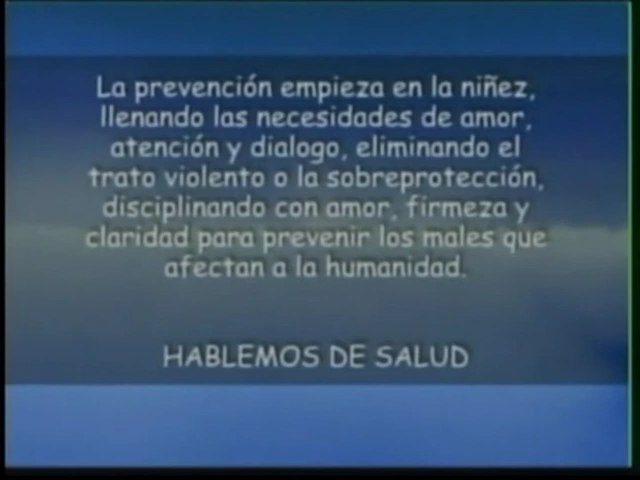 La prevención empieza en la niñez,
llenando las necesidades de amor,
atención y dialogo, eliminando el
trato violento o la sobreprotección,
disciplinando con amor, firmeza y
claridad para prevenir los males que
afectan a la humanidad.
HABLEMOS DE SALUD